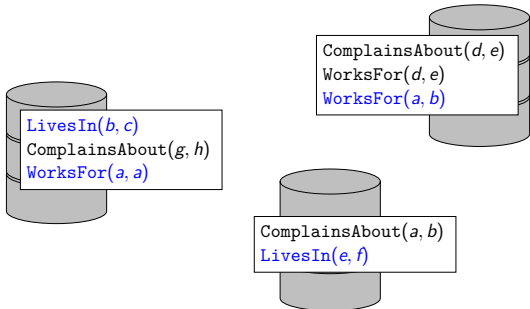 ComplainsAbout(d, e)
WorksFor(d, e)
WorksFor(a, b)
LivesIn(b, c)
ComplainsAbout(g, h)
WorksFor(a, a)
ComplainsAbout(a, b)
LivesIn(e, f)